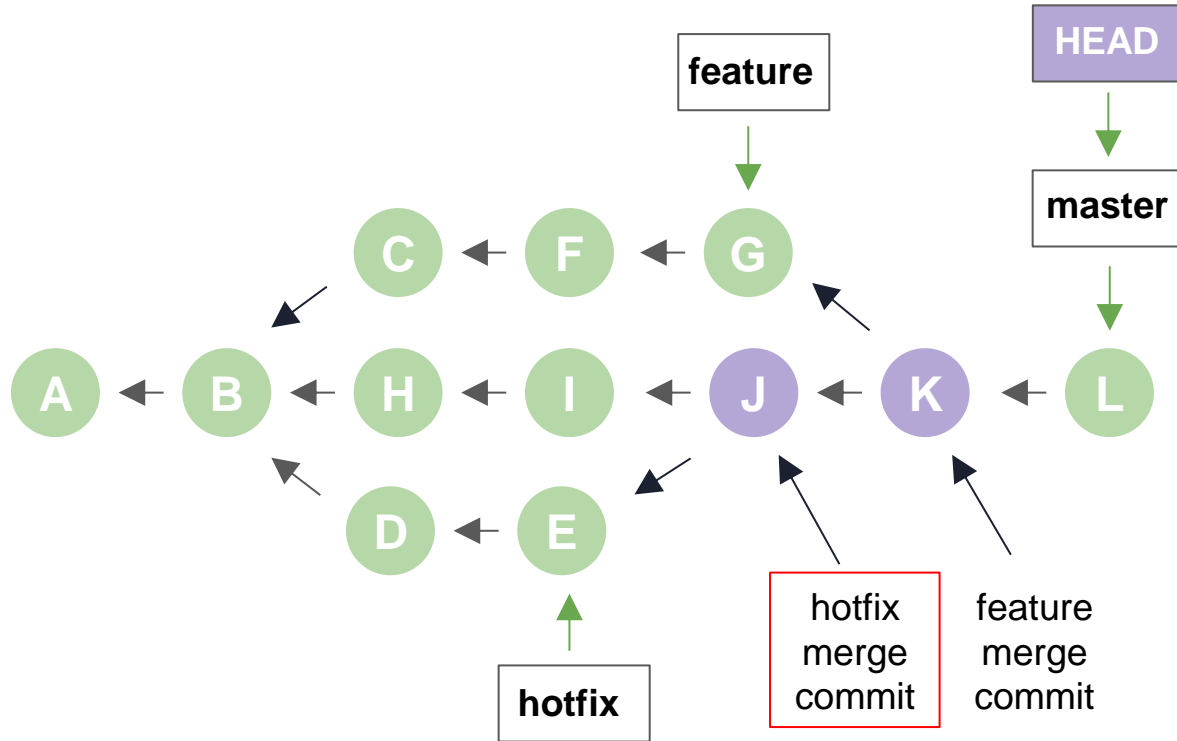 HEAD
feature
master
C
F
G
A
B
H
I
J
K
L
D
E
hotfix
merge
commit
feature
merge
commit
hotfix